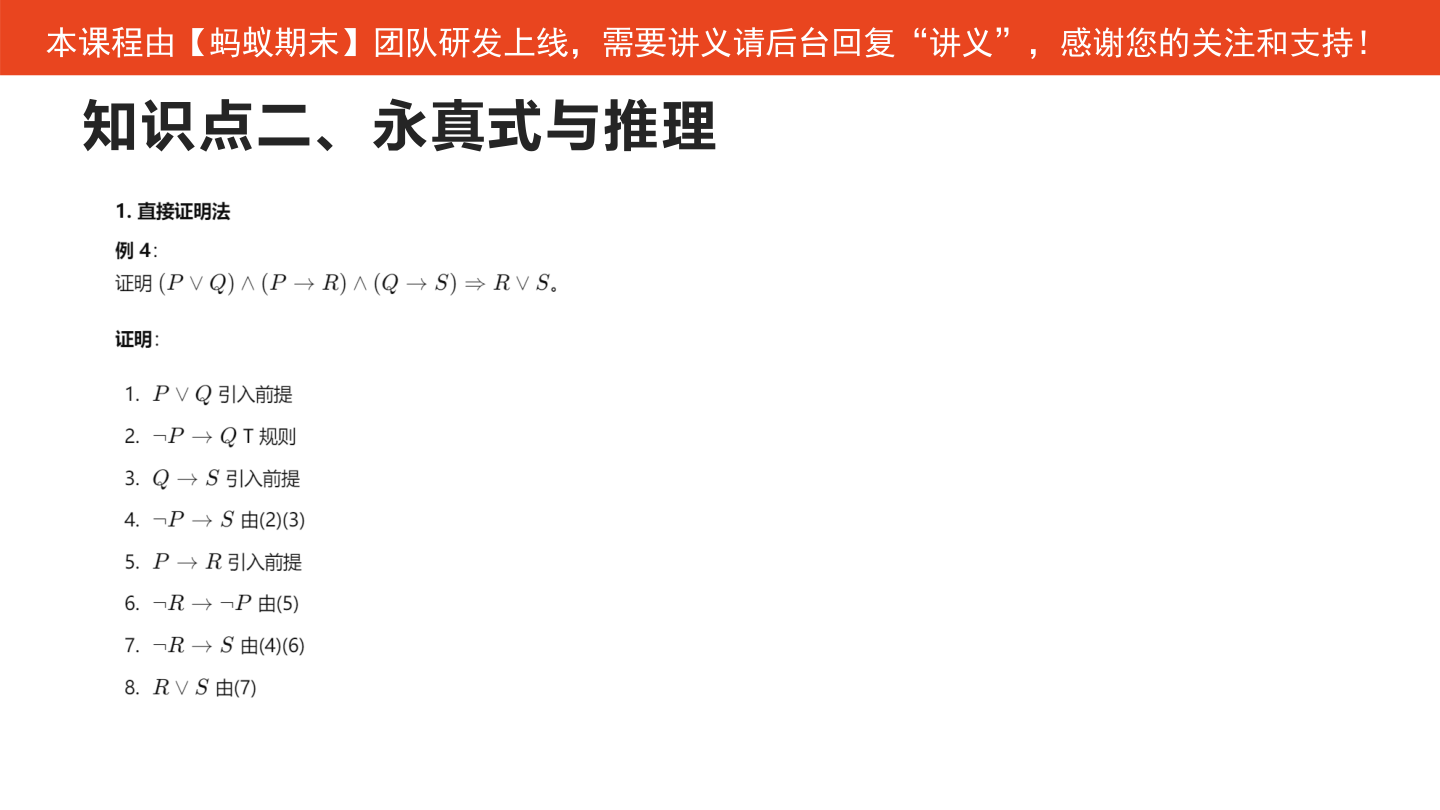 本课程由【蚂蚁期末】团队研发上线，需要讲义请后台回复“讲义”，感谢您的关注和支持！
知识点二、永真式与推理
1. 直接证明法
例 4：
证明 (P ∨ Q) ∧ (P → R) ∧ (Q → S) ⇒ R ∨ S。
证明：
1. P ∨ Q 引入前提
2. ¬P → Q T 规则
3. Q → S 引入前提
4. ¬P → S 由(2)(3)
5. P → R 引入前提
6. ¬R → ¬P 由(5)
7. ¬R → S 由(4)(6)
8. R ∨ S 由(7)